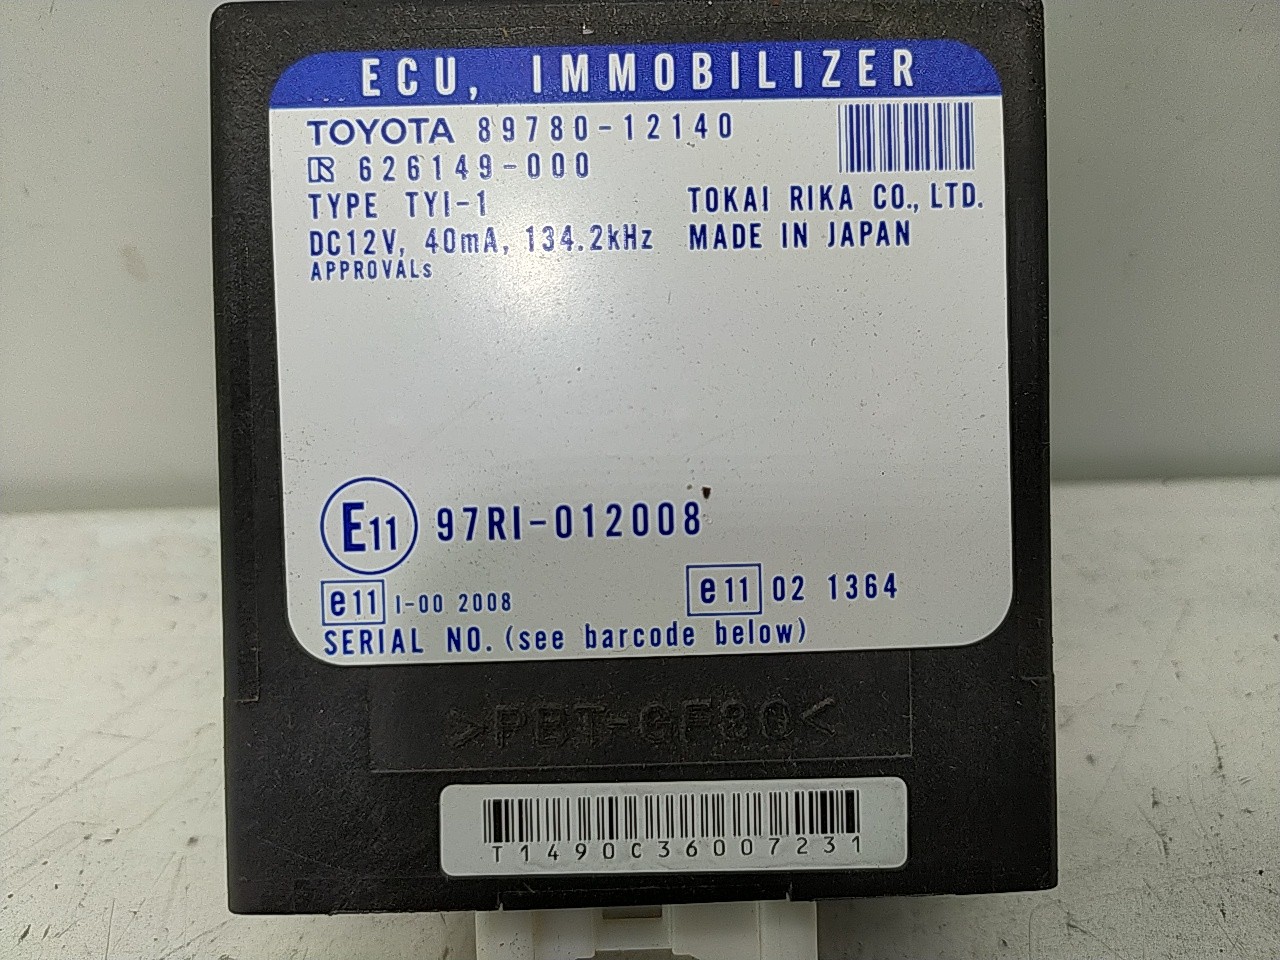 ECU, IMMOBILIZER
TOYOTA 89780-12140
R 626149-000
TYPE TYI-1
TOKAI RIKA CO., LTD.
DC12V, 40mA, 134.2kHz
MADE IN JAPAN
APPROVALs
E11 97RI-012008
e11 I-00 2008
e11 02 1364
SERIAL NO. (see barcode below)
>PBT-GF30<
T1490C36007231